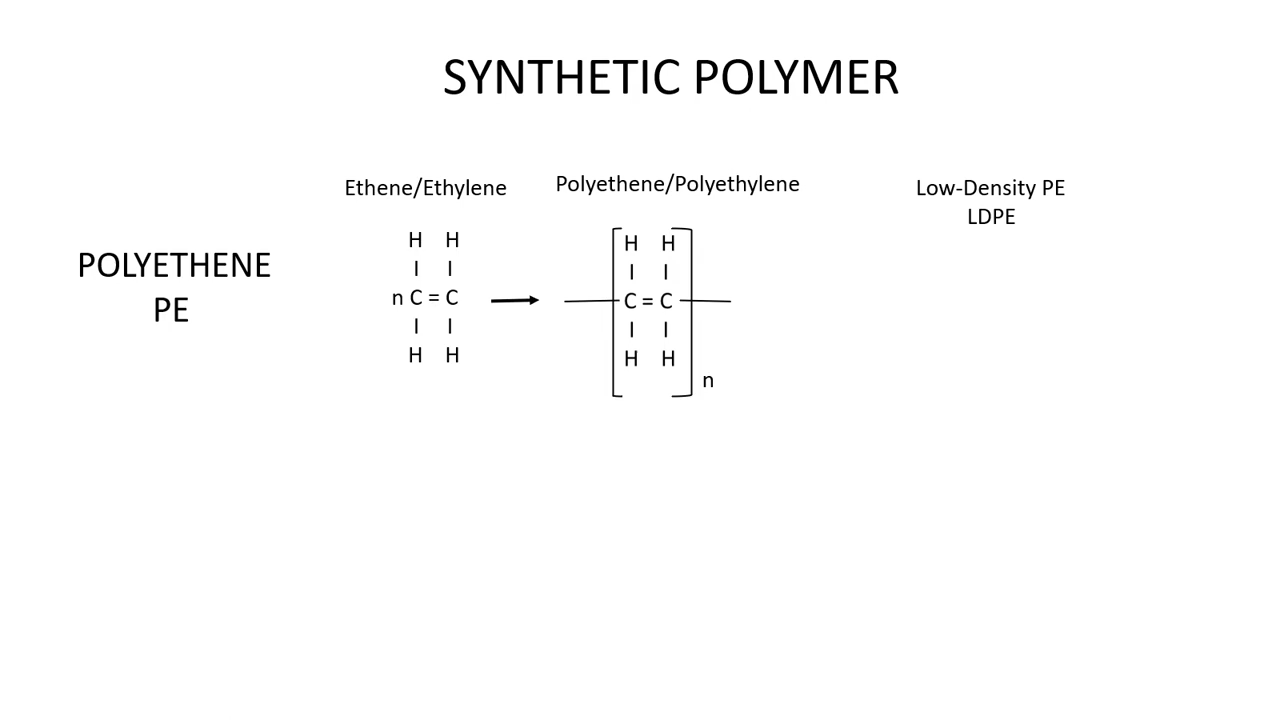 SYNTHETIC POLYMER
Ethene/Ethylene
Polyethene/Polyethylene
Low-Density PE
LDPE
POLYETHENE
PE
H H
I I
n C = C
I I
H H
H H
I I
C = C
I I
H H
n